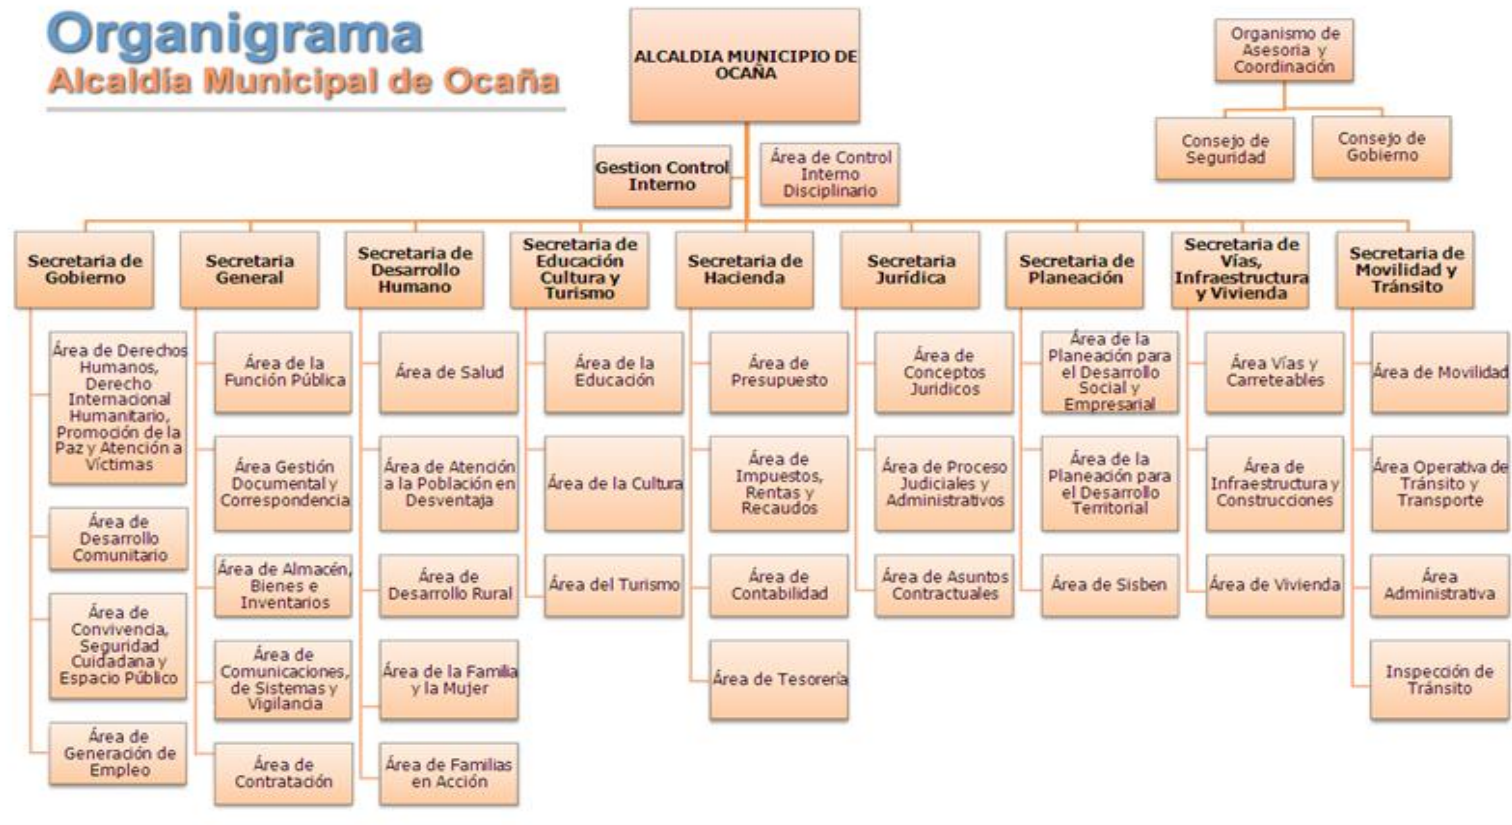 Organigrama
Alcaldía Municipal de Ocaña
ALCALDIA MUNICIPIO DE
OCAÑA
Organismo de
Asesoria y
Coordinación
Consejo de
Seguridad
Consejo de
Gobierno
Gestion Control
Interno
Área de Control
Interno
Disciplinario
Secretaria de
Gobierno
Secretaria
General
Secretaria de
Desarrollo
Humano
Secretaria de
Educación
Cultura y
Turismo
Secretaria de
Hacienda
Secretaria
Jurídica
Secretaria de
Planeación
Secretaria de
Vías,
Infraestructura
y Vivienda
Secretaria de
Movilidad y
Tránsito
Área de Derechos
Humanos,
Derecho
Internacional
Humanitario,
Promoción de la
Paz y Atención a
Víctimas
Área de
Desarrollo
Comunitario
Área de
Convivencia,
Seguridad
Cuidadana y
Espacio Público
Área de
Generación de
Empleo
Área de la
Función Pública
Área Gestión
Documental y
Correspondencia
Área de Almacén,
Bienes e
Inventarios
Área de
Comunicaciones,
de Sistemas y
Vigilancia
Área de
Contratación
Área de Salud
Área de Atención
a la Población en
Desventaja
Área de
Desarrollo Rural
Área de la Familia
y la Mujer
Área de Familias
en Acción
Área de la
Educación
Área de la Cultura
Área del Turismo
Área de
Presupuesto
Área de
Impuestos,
Rentas y
Recaudos
Área de
Contabilidad
Área de Tesorería
Área de
Conceptos
Juridicos
Área de Proceso
Judiciales y
Administrativos
Área de Asuntos
Contractuales
Área de la
Planeación para
el Desarrollo
Social y
Empresarial
Área de la
Planeación para
el Desarrollo
Territorial
Área de Sisben
Área Vías y
Carreteables
Área de
Infraestructura y
Construcciones
Área de Vivienda
Área de Movilidad
Área Operativa de
Tránsito y
Transporte
Área
Administrativa
Inspección de
Tránsito